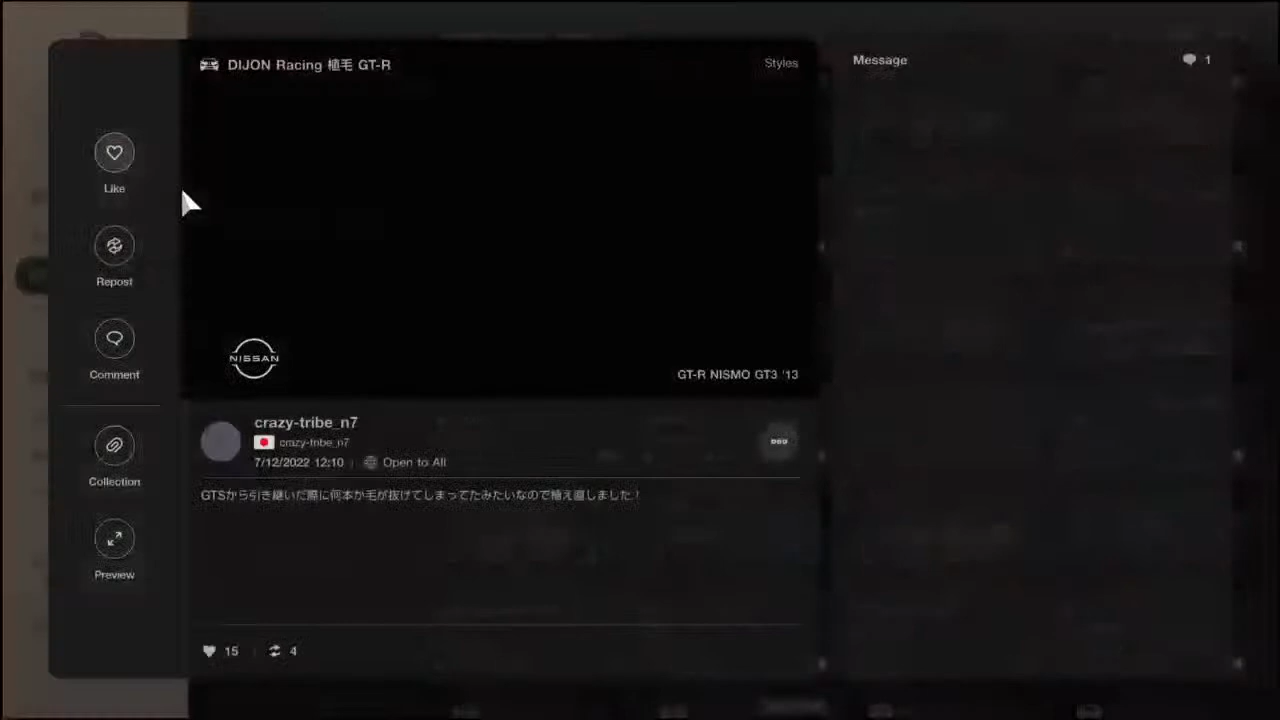 DIJON Racing 植毛 GT-R
Styles
Message
1
Like
Repost
Comment
Collection
Preview
NISSAN
GT-R NISMO GT3 '13
crazy-tribe_n7
crazy-tribe_n7
7/12/2022 12:10 | Open to All
GTSから引き継いだ際に何本か毛が抜けてしまってたみたいなので植え直しました！
15 4